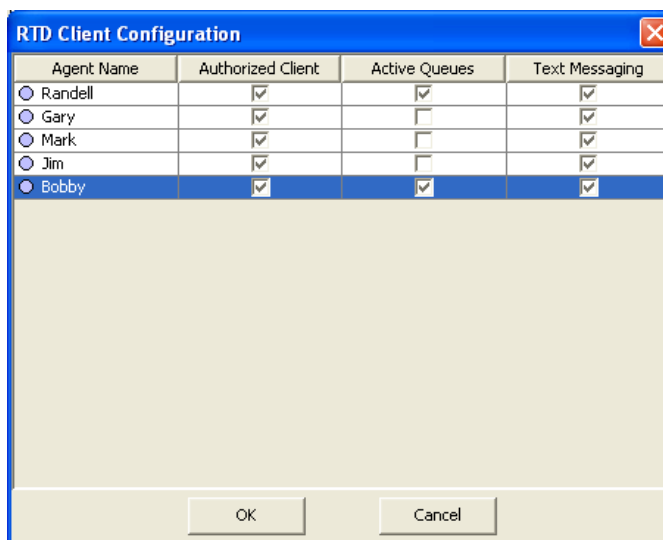 RTD Client Configuration
Agent Name Authorized Client Active Queues Text Messaging
Randell
Gary
Mark
Jim
Bobby
OK Cancel